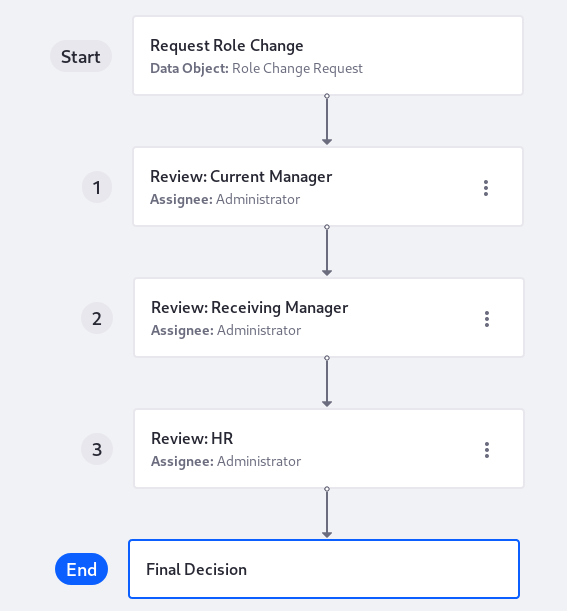 Start
Request Role Change
Data Object: Role Change Request
1
Review: Current Manager
Assignee: Administrator
2
Review: Receiving Manager
Assignee: Administrator
3
Review: HR
Assignee: Administrator
End
Final Decision